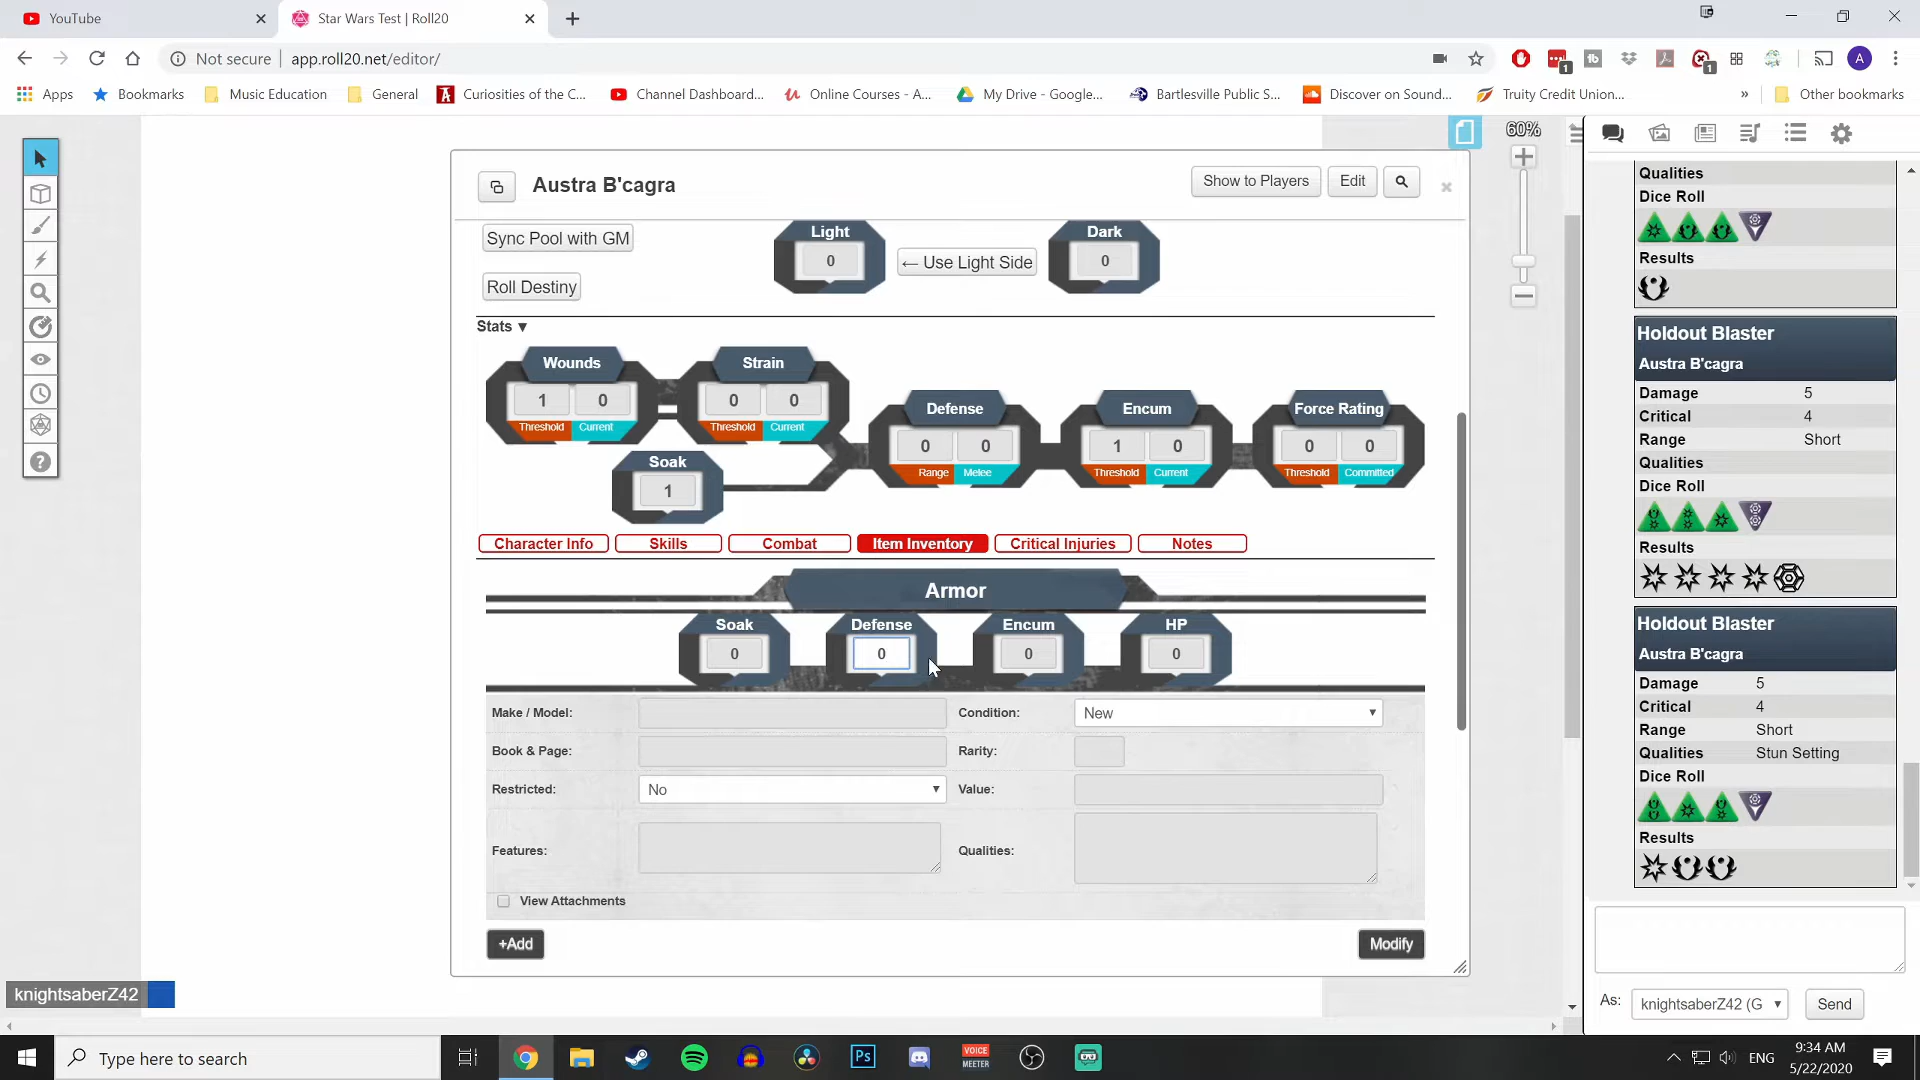 YouTube
Star Wars Test | Roll20
Not secure
app.roll20.net/editor/
1
1
A
Apps
Bookmarks
Music Education
General
Curiosities of the C...
Channel Dashboard...
Online Courses - A...
My Drive - Google...
Bartlesville Public S...
Discover on Sound...
Truity Credit Union...
»
Other bookmarks
60%
Austra B'cagra
Show to Players
Edit
Sync Pool with GM
Roll Destiny
Light
0
← Use Light Side
Dark
0
Stats ▼
Wounds
1
0
Threshold
Current
Strain
0
0
Threshold
Current
Soak
1
Defense
0
0
Range
Melee
Encum
1
0
Threshold
Current
Force Rating
0
0
Threshold
Committed
Character Info
Skills
Combat
Item Inventory
Critical Injuries
Notes
Armor
Soak
0
Defense
0
Encum
0
HP
0
Make / Model:
Condition:
New
Book & Page:
Rarity:
Restricted:
No
Value:
Features:
Qualities:
View Attachments
+Add
Modify
knightsaberZ42
Qualities
Dice Roll
Results
Holdout Blaster
Austra B'cagra
Damage 5
Critical 4
Range Short
Qualities
Dice Roll
Results
Holdout Blaster
Austra B'cagra
Damage 5
Critical 4
Range Short
Qualities Stun Setting
Dice Roll
Results
As:
knightsaberZ42 (G
Send
Type here to search
Ps
VOICE
MEETER
ENG
9:34 AM
5/22/2020